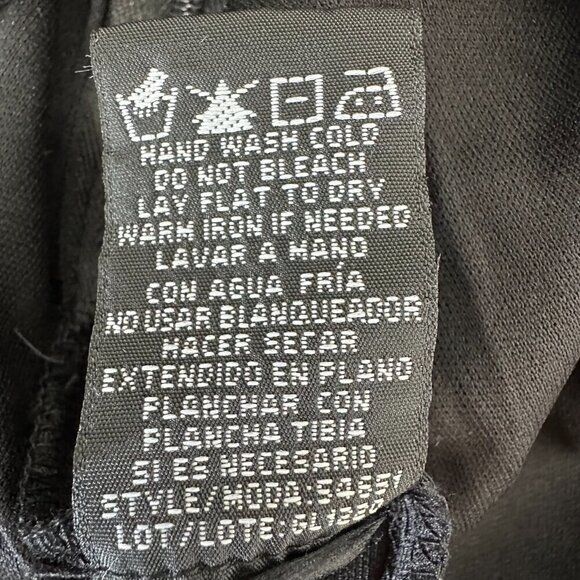 HAND WASH COLD
DO NOT BLEACH
LAY FLAT TO DRY
WARM IRON IF NEEDED
LAVAR A MANO
CON AGUA FRÍA
NO USAR BLANQUEADOR
HACER SECAR
EXTENDIDO EN PLANO
PLANCHAR CON
PLANCHA TIBIA
SI ES NECESARIO
STYLE/MODA:
LOT/LOTE: